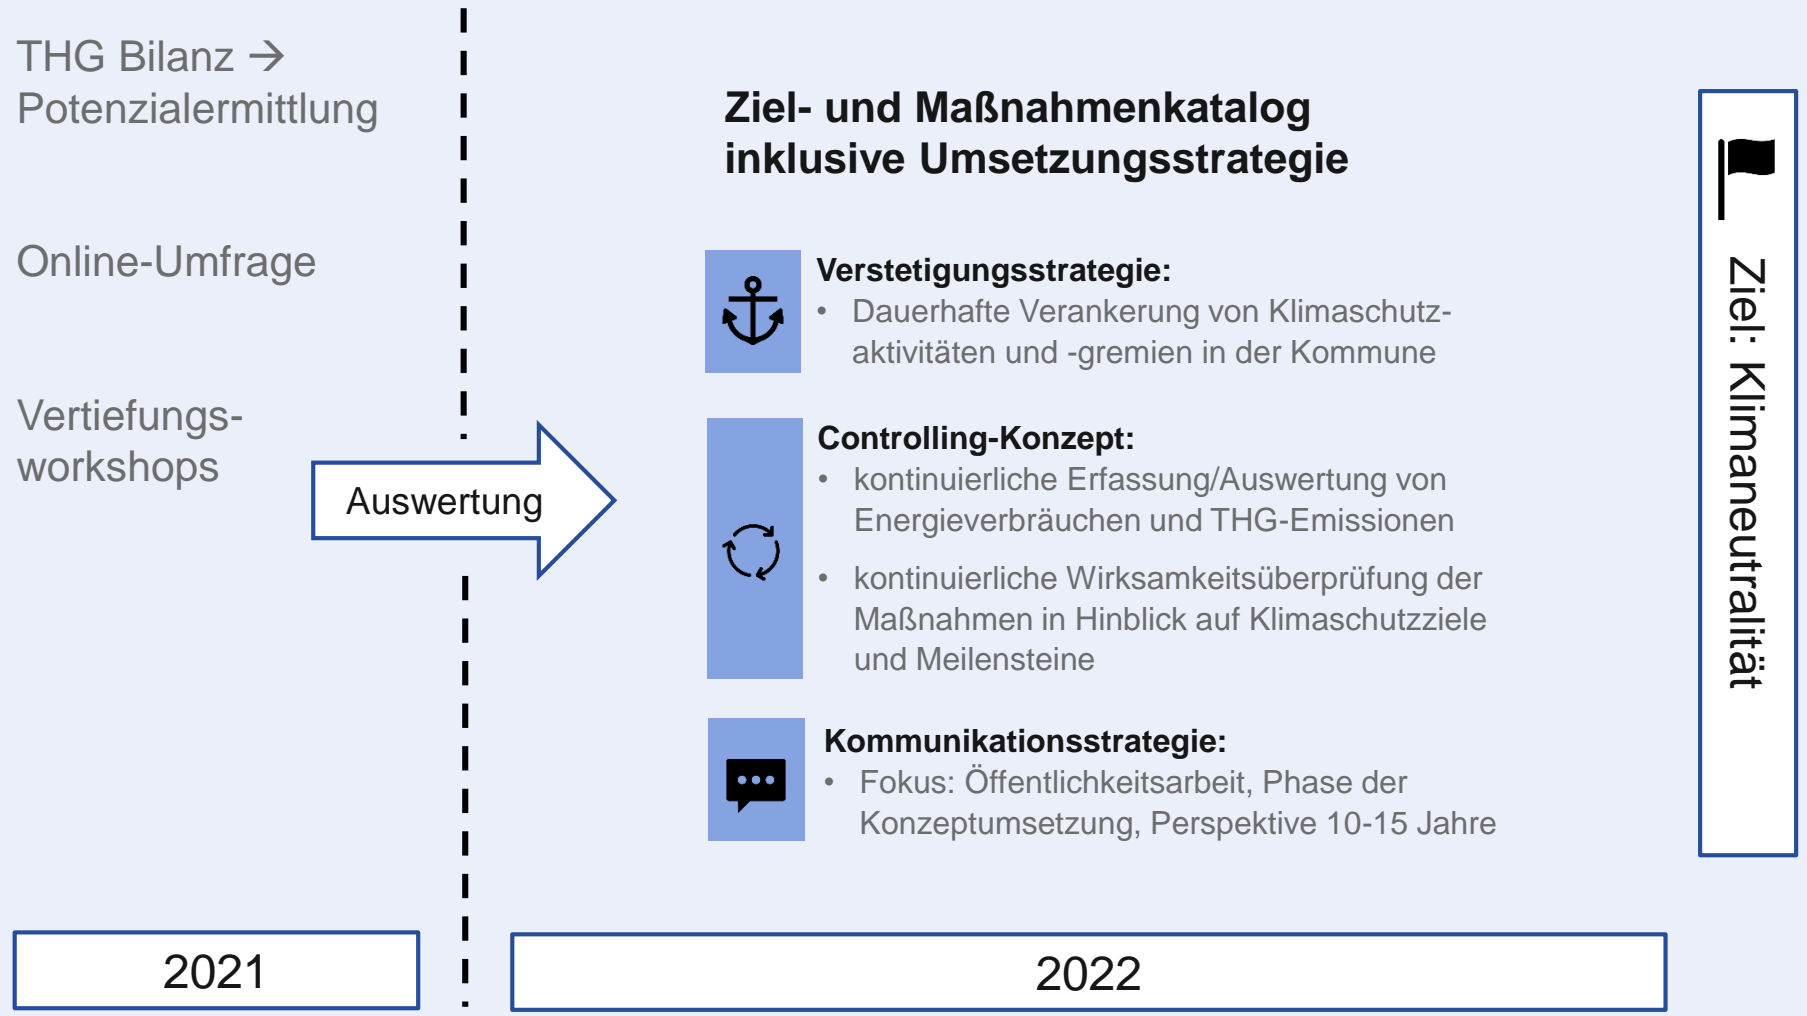 THG Bilanz →
Potenzialermittlung
Online-Umfrage
Vertiefungs-
workshops
Auswertung
Ziel- und Maßnahmenkatalog
inklusive Umsetzungsstrategie
Verstetigungsstrategie:
• Dauerhafte Verankerung von Klimaschutz-
aktivitäten und -gremien in der Kommune
Controlling-Konzept:
• kontinuierliche Erfassung/Auswertung von
Energieverbräuchen und THG-Emissionen
• kontinuierliche Wirksamkeitsüberprüfung der
Maßnahmen in Hinblick auf Klimaschutzziele
und Meilensteine
Kommunikationsstrategie:
• Fokus: Öffentlichkeitsarbeit, Phase der
Konzeptumsetzung, Perspektive 10-15 Jahre
Ziel: Klimaneutralität
2021
2022